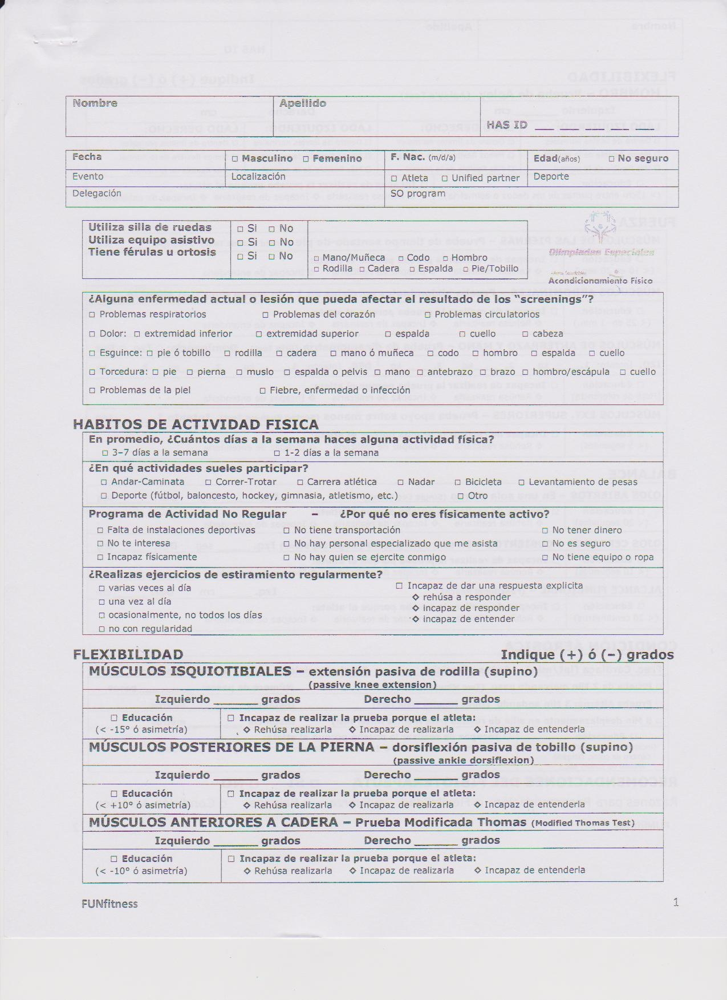 Nombre Apellido
HAS ID
Fecha □ Masculino □ Femenino F. Nac. (m/d/a) Edad(años) □ No seguro
Evento Localización □ Atleta □ Unified partner Deporte
Delegación SO program
Utiliza silla de ruedas □ Si □ No
Utiliza equipo asistivo □ Si □ No
Tiene férulas u ortosis □ Si □ No □ Mano/Muñeca □ Codo □ Hombro
□ Rodilla □ Cadera □ Espalda □ Pie/Tobillo
Olimpiadas Especiales
Acondicionamiento Físico
¿Alguna enfermedad actual o lesión que pueda afectar el resultado de los "screenings"?
□ Problemas respiratorios □ Problemas del corazón □ Problemas circulatorios
□ Dolor: □ extremidad inferior □ extremidad superior □ espalda □ cuello □ cabeza
□ Esguince: □ pie ó tobillo □ rodilla □ cadera □ mano ó muñeca □ codo □ hombro □ espalda □ cuello
□ Torcedura: □ pie □ pierna □ muslo □ espalda o pelvis □ mano □ antebrazo □ brazo □ hombro/escápula □ cuello
□ Problemas de la piel □ Fiebre, enfermedad o infección
HABITOS DE ACTIVIDAD FISICA
En promedio, ¿Cuántos días a la semana haces alguna actividad física?
□ 3–7 días a la semana □ 1-2 días a la semana
¿En qué actividades sueles participar?
□ Andar-Caminata □ Correr-Trotar □ Carrera atlética □ Nadar □ Bicicleta □ Levantamiento de pesas
□ Deporte (fútbol, baloncesto, hockey, gimnasia, atletismo, etc.) □ Otro
Programa de Actividad No Regular – ¿Por qué no eres físicamente activo?
□ Falta de instalaciones deportivas □ No tiene transportación □ No tener dinero
□ No te interesa □ No hay personal especializado que me asista □ No es seguro
□ Incapaz físicamente □ No hay quien se ejercite conmigo □ No tiene equipo o ropa
¿Realizas ejercicios de estiramiento regularmente?
□ varias veces al día □ Incapaz de dar una respuesta explícita
◇ rehúsa a responder
□ una vez al día
◇ incapaz de responder
□ ocasionalmente, no todos los días ◇ incapaz de entender
□ no con regularidad
FLEXIBILIDAD Indique (+) ó (–) grados
MÚSCULOS ISQUIOTIBIALES – extensión pasiva de rodilla (supino)
(passive knee extension)
Izquierdo ______ grados Derecho ______ grados
□ Educación □ Incapaz de realizar la prueba porque el atleta:
(< -15° ó asimetría) ◇ Rehúsa realizarla ◇ Incapaz de realizarla ◇ Incapaz de entenderla
MÚSCULOS POSTERIORES DE LA PIERNA – dorsiflexión pasiva de tobillo (supino)
(passive ankle dorsiflexion)
Izquierdo ______ grados Derecho ______ grados
□ Educación □ Incapaz de realizar la prueba porque el atleta:
(< +10° ó asimetría) ◇ Rehúsa realizarla ◇ Incapaz de realizarla ◇ Incapaz de entenderla
MÚSCULOS ANTERIORES A CADERA – Prueba Modificada Thomas (Modified Thomas Test)
Izquierdo ______ grados Derecho ______ grados
□ Educación □ Incapaz de realizar la prueba porque el atleta:
(< -10° ó asimetría) ◇ Rehúsa realizarla ◇ Incapaz de realizarla ◇ Incapaz de entenderla
FUNfitness 1